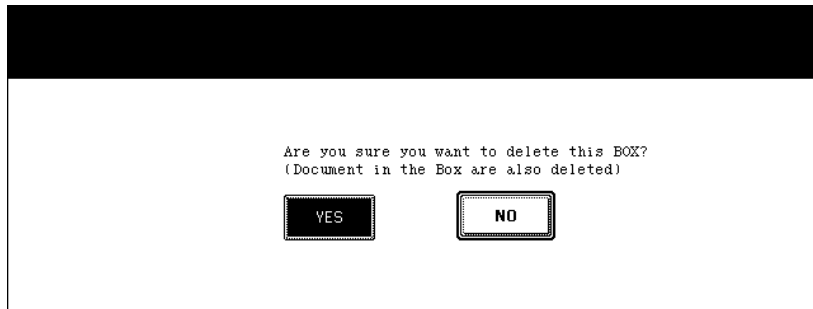 Are you sure you want to delete this BOX?
(Document in the Box are also deleted)
YES NO